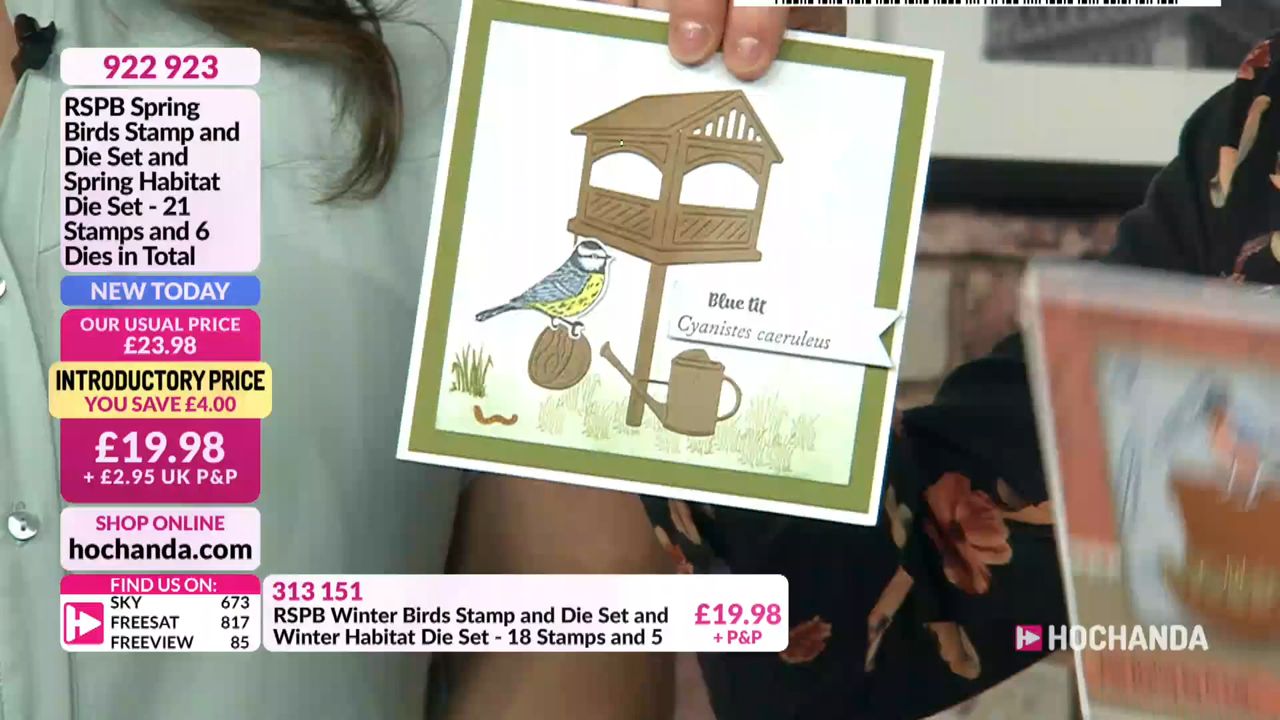 922 923
RSPB Spring
Birds Stamp and
Die Set and
Spring Habitat
Die Set - 21
Stamps and 6
Dies in Total
NEW TODAY
OUR USUAL PRICE
£23.98
INTRODUCTORY PRICE
YOU SAVE £4.00
£19.98
+ £2.95 UK P&P
SHOP ONLINE
hochanda.com
FIND US ON:
SKY 673
FREESAT 817
FREEVIEW 85
313 151
RSPB Winter Birds Stamp and Die Set and
Winter Habitat Die Set - 18 Stamps and 5
£19.98
+ P&P
Blue tit
Cyanistes caeruleus
HOCHANDA